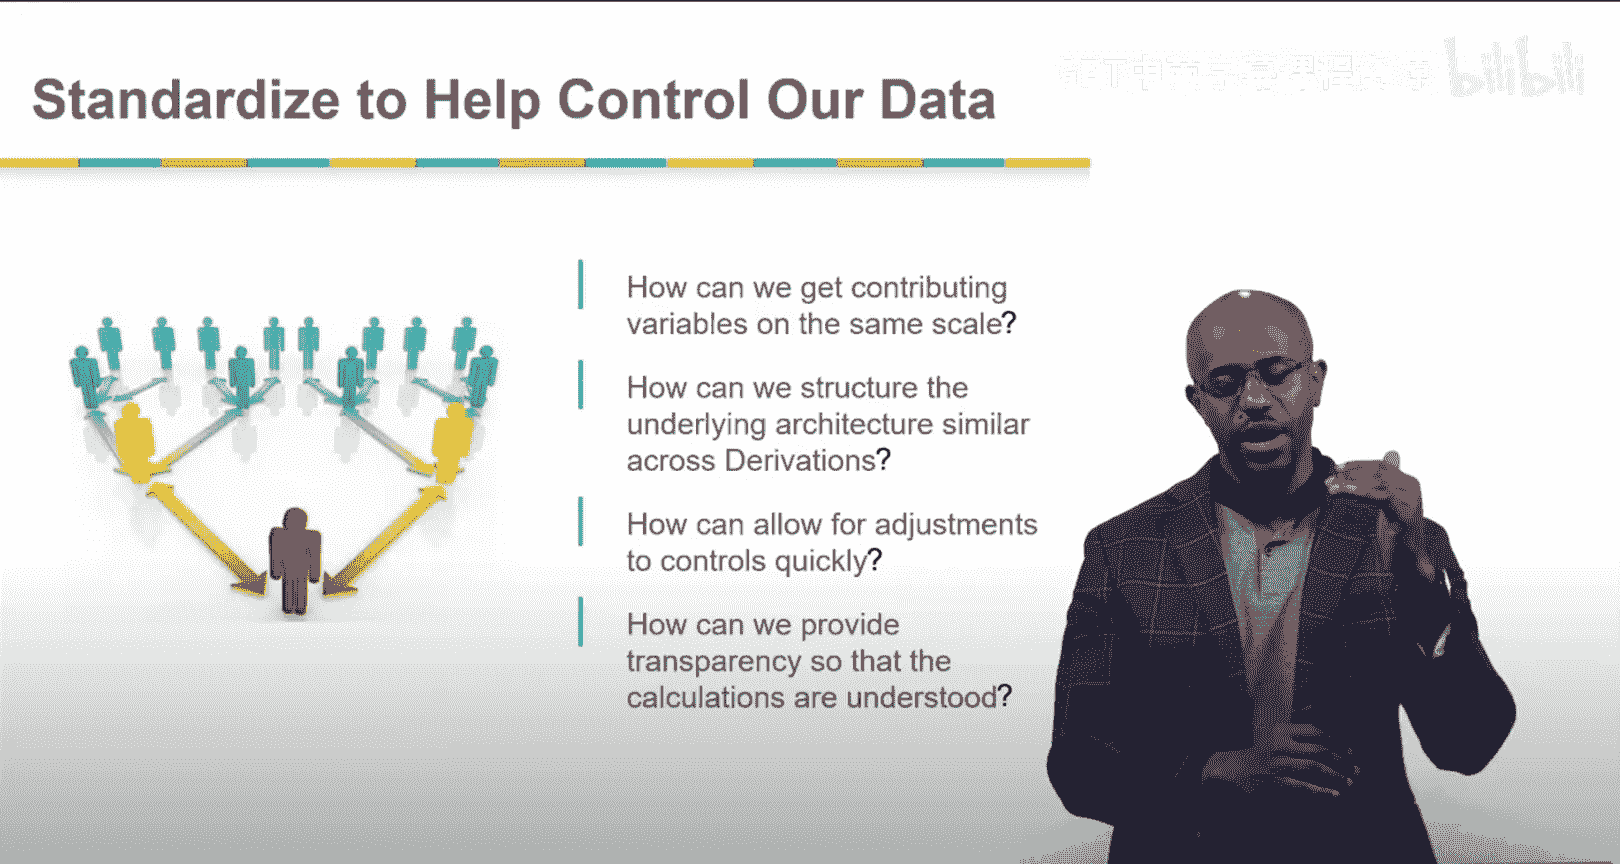 Standardize to Help Control Our Data
bilibili
How can we get contributing
variables on the same scale?
How can we structure the
underlying architecture similar
across Derivations?
How can allow for adjustments
to controls quickly?
How can we provide
transparency so that the
calculations are understood?